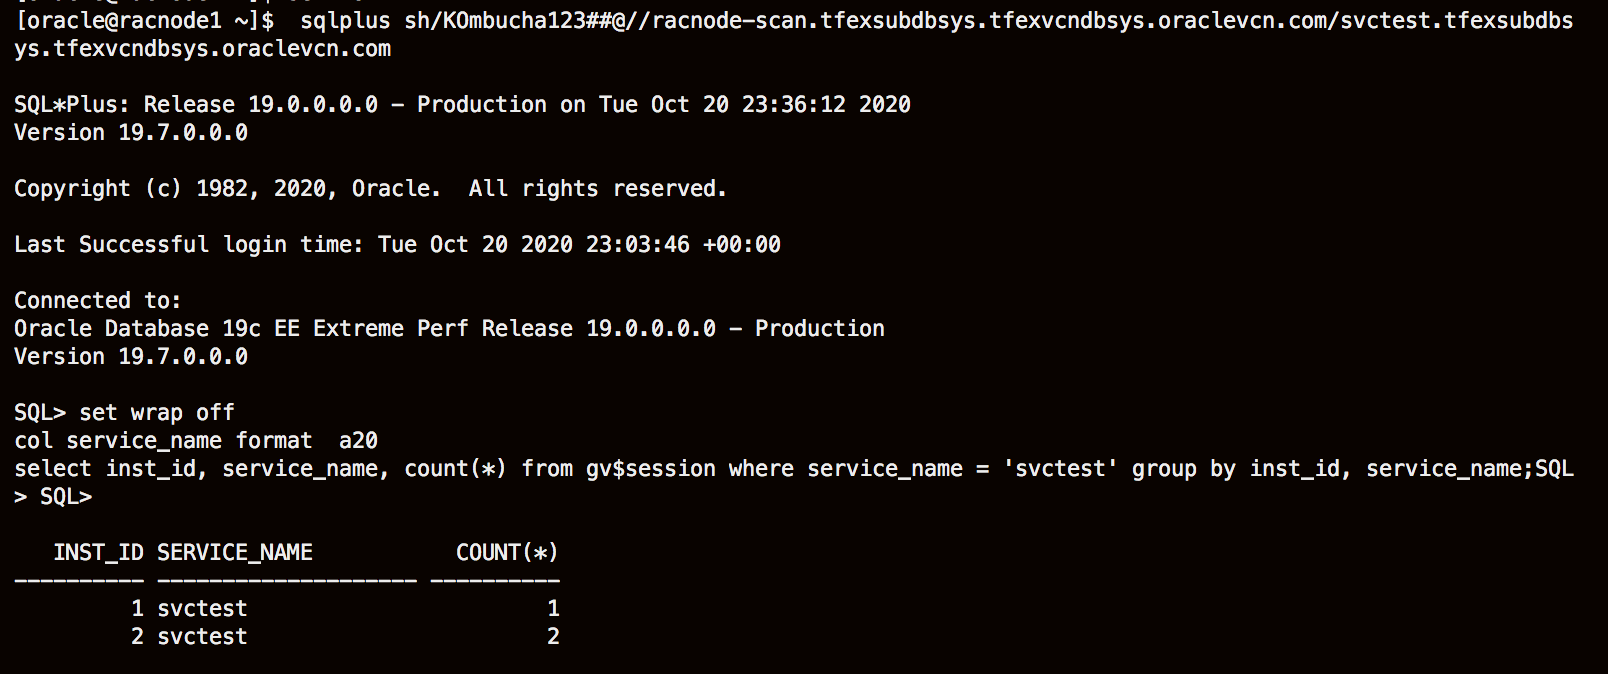 [oracle@racnode1 ~]$  sqlplus sh/KOmbucha123##@//racnode-scan.tfexsubdbsys.tfexvcndbsys.oraclevcn.com/svctest.tfexsubdbs
ys.tfexvcndbsys.oraclevcn.com
SQL*Plus: Release 19.0.0.0.0 - Production on Tue Oct 20 23:36:12 2020
Version 19.7.0.0.0
Copyright (c) 1982, 2020, Oracle.  All rights reserved.
Last Successful login time: Tue Oct 20 2020 23:03:46 +00:00
Connected to:
Oracle Database 19c EE Extreme Perf Release 19.0.0.0.0 - Production
Version 19.7.0.0.0
SQL> set wrap off
col service_name format  a20
select inst_id, service_name, count(*) from gv$session where service_name = 'svctest' group by inst_id, service_name;SQL
> SQL>
   INST_ID SERVICE_NAME           COUNT(*)
---------- -------------------- ----------
         1 svctest                       1
         2 svctest                       2